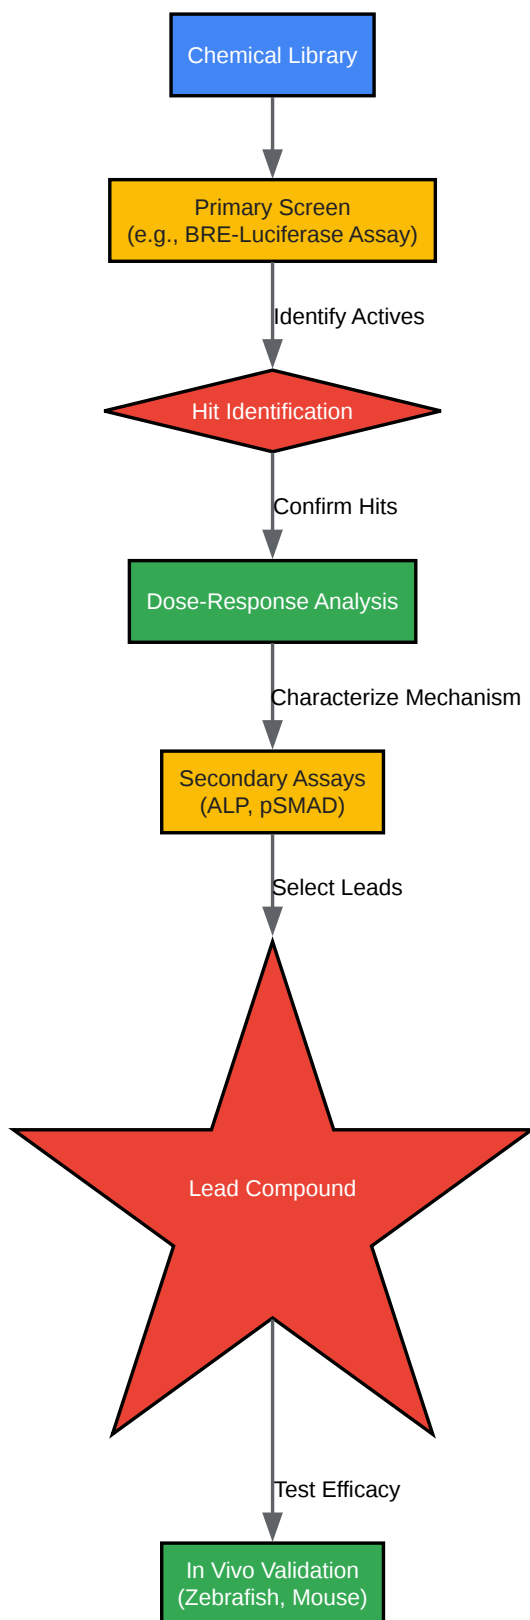 Chemical Library
Primary Screen
(e.g., BRE-Luciferase Assay)
Identify Actives
Hit Identification
Confirm Hits
Dose-Response Analysis
Characterize Mechanism
Secondary Assays
(ALP, pSMAD)
Select Leads
Lead Compound
Test Efficacy
In Vivo Validation
(Zebrafish, Mouse)